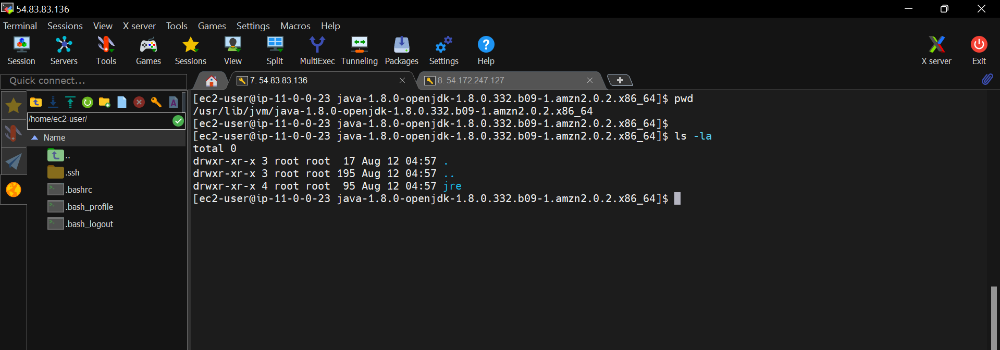 54.83.83.136
Terminal Sessions View X server Tools Games Settings Macros Help
Session Servers Tools Games Sessions View Split MultiExec Tunneling Packages Settings Help X server Exit
Quick connect...
7. 54.83.83.136
8. 54.172.247.127
/home/ec2-user/
Name
..
.ssh
.bashrc
.bash_profile
.bash_logout
[ec2-user@ip-11-0-0-23 java-1.8.0-openjdk-1.8.0.332.b09-1.amzn2.0.2.x86_64]$ pwd
/usr/lib/jvm/java-1.8.0-openjdk-1.8.0.332.b09-1.amzn2.0.2.x86_64
[ec2-user@ip-11-0-0-23 java-1.8.0-openjdk-1.8.0.332.b09-1.amzn2.0.2.x86_64]$
[ec2-user@ip-11-0-0-23 java-1.8.0-openjdk-1.8.0.332.b09-1.amzn2.0.2.x86_64]$ ls -la
total 0
drwxr-xr-x 3 root root  17 Aug 12 04:57 .
drwxr-xr-x 3 root root 195 Aug 12 04:57 ..
drwxr-xr-x 4 root root  95 Aug 12 04:57 jre
[ec2-user@ip-11-0-0-23 java-1.8.0-openjdk-1.8.0.332.b09-1.amzn2.0.2.x86_64]$